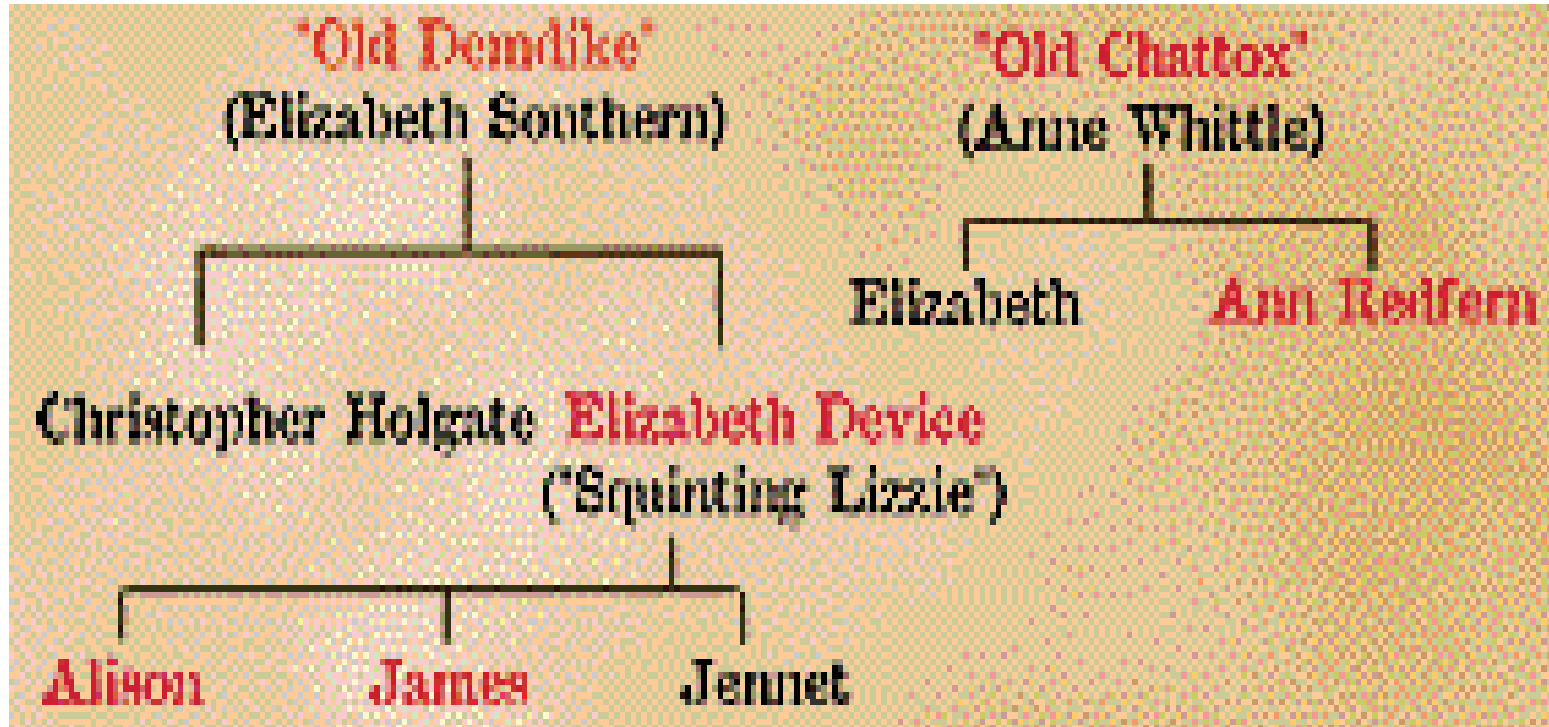 "Old Demdike"
(Elizabeth Southern)
"Old Chattox"
(Anne Whittle)
Elizabeth
Ann Redfern
Christopher Holgate
Elizabeth Device
("Squinting Lizzie")
Alison
James
Jennet